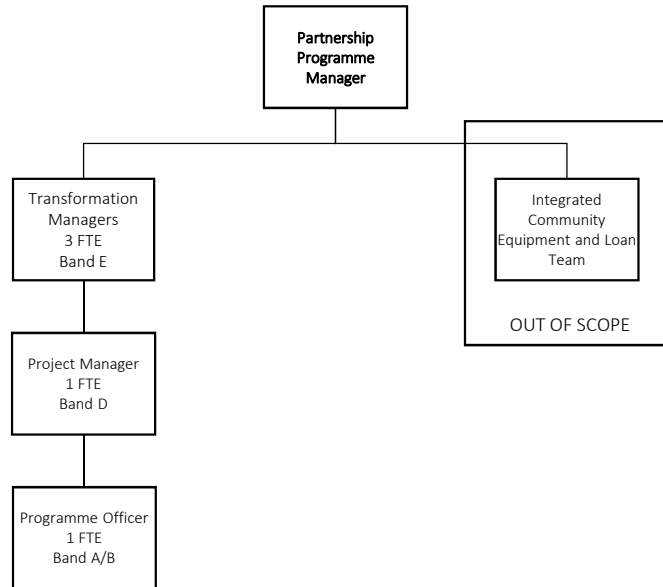 Partnership
Programme
Manager
Transformation
Managers
3 FTE
Band E
Integrated
Community
Equipment and Loan
Team
OUT OF SCOPE
Project Manager
1 FTE
Band D
Programme Officer
1 FTE
Band A/B